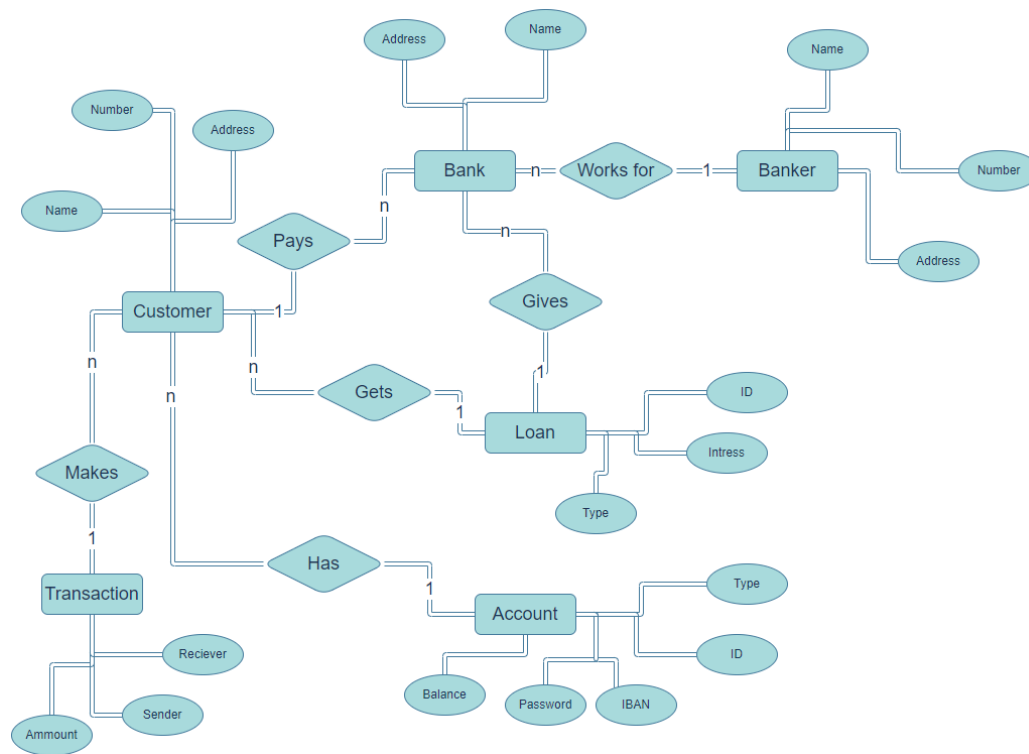 Name
Address
Name
Number
Address
Bank
n
Works for
1
Banker
Number
Name
n
Pays
n
Address
Gives
Customer
1
n
n
n
1
ID
Gets
1
Loan
Intress
Makes
Type
1
Has
Type
1
Transaction
Account
Reciever
ID
Balance
Password
IBAN
Sender
Ammount